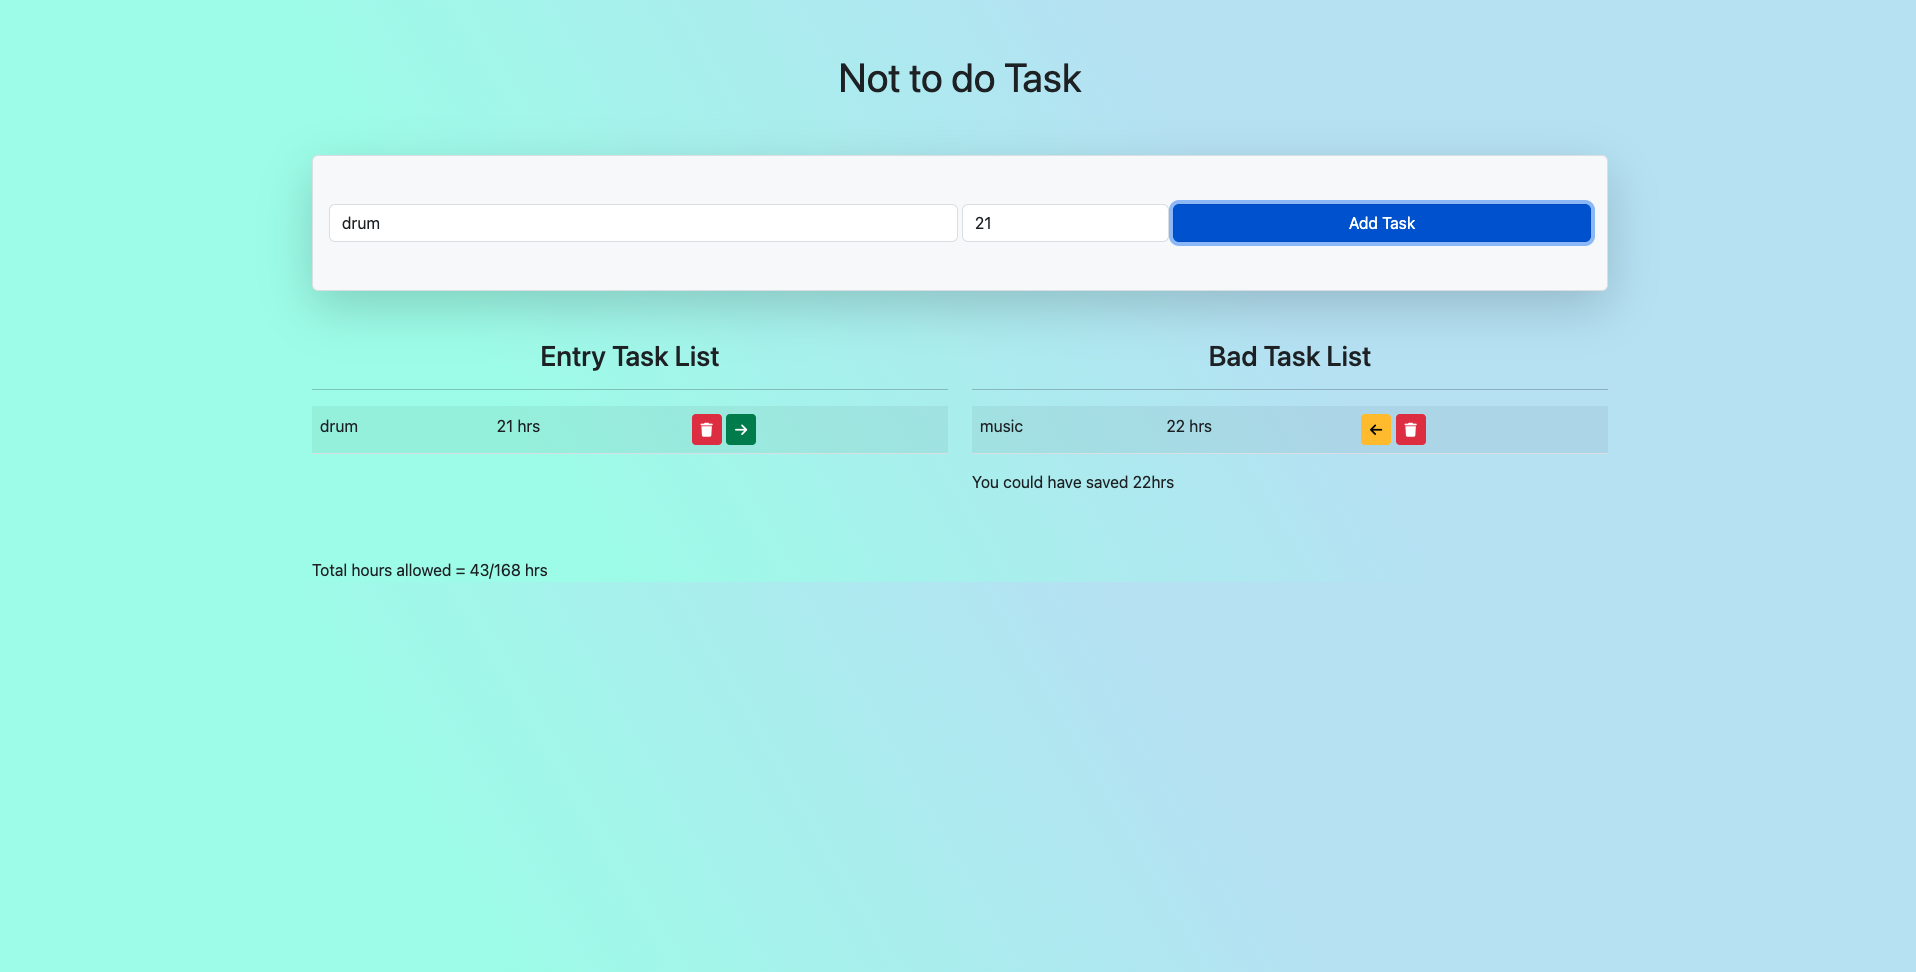 Not to do Task
drum 21 Add Task
Entry Task List
drum 21 hrs
Bad Task List
music 22 hrs
You could have saved 22hrs
Total hours allowed = 43/168 hrs